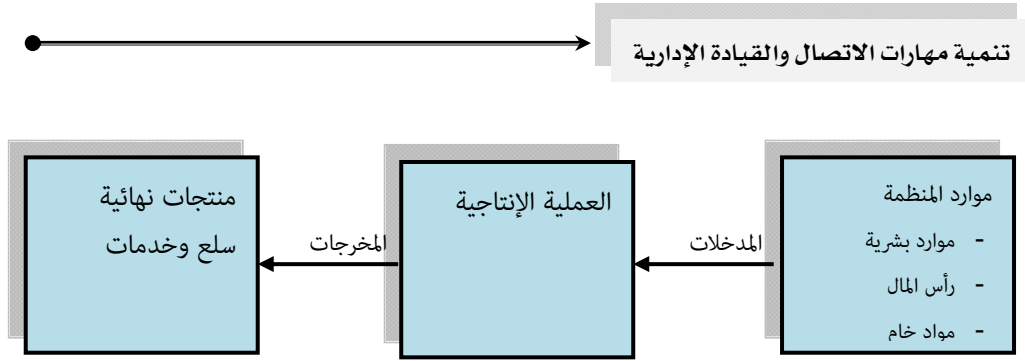 تنمية مهارات الاتصال والقيادة الإدارية
موارد المنظمة
- موارد بشرية
- رأس المال
- مواد خام
المدخلات
العملية الإنتاجية
المخرجات
منتجات نهائية
سلع وخدمات